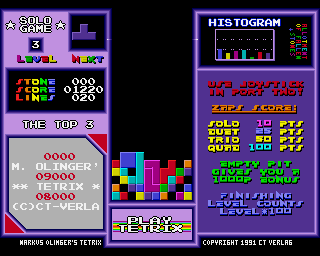 SOLO
GAME
3
LEVEL NEXT
STONE 000
SCORE 01220
LINES 020
THE TOP 3
0000
M. OLINGER'
09000
** TETRIX *
08000
(C)CT-VERLA
MARKUS OLINGER'S TETRIX
PLAY
TETRIX
HISTOGRAM
USE JOYSTICK
IN PORT TWO!
ZAPS SCORE:
SOLO 10 PTS
DUET 25 PTS
TRIO 50 PTS
QUAD 100 PTS
EMPTY PIT
GIVES YOU A
1000P BONUS
FINISHING
LEVEL COUNTS
LEVEL*100
COPYRIGHT 1991 CT VERLAG